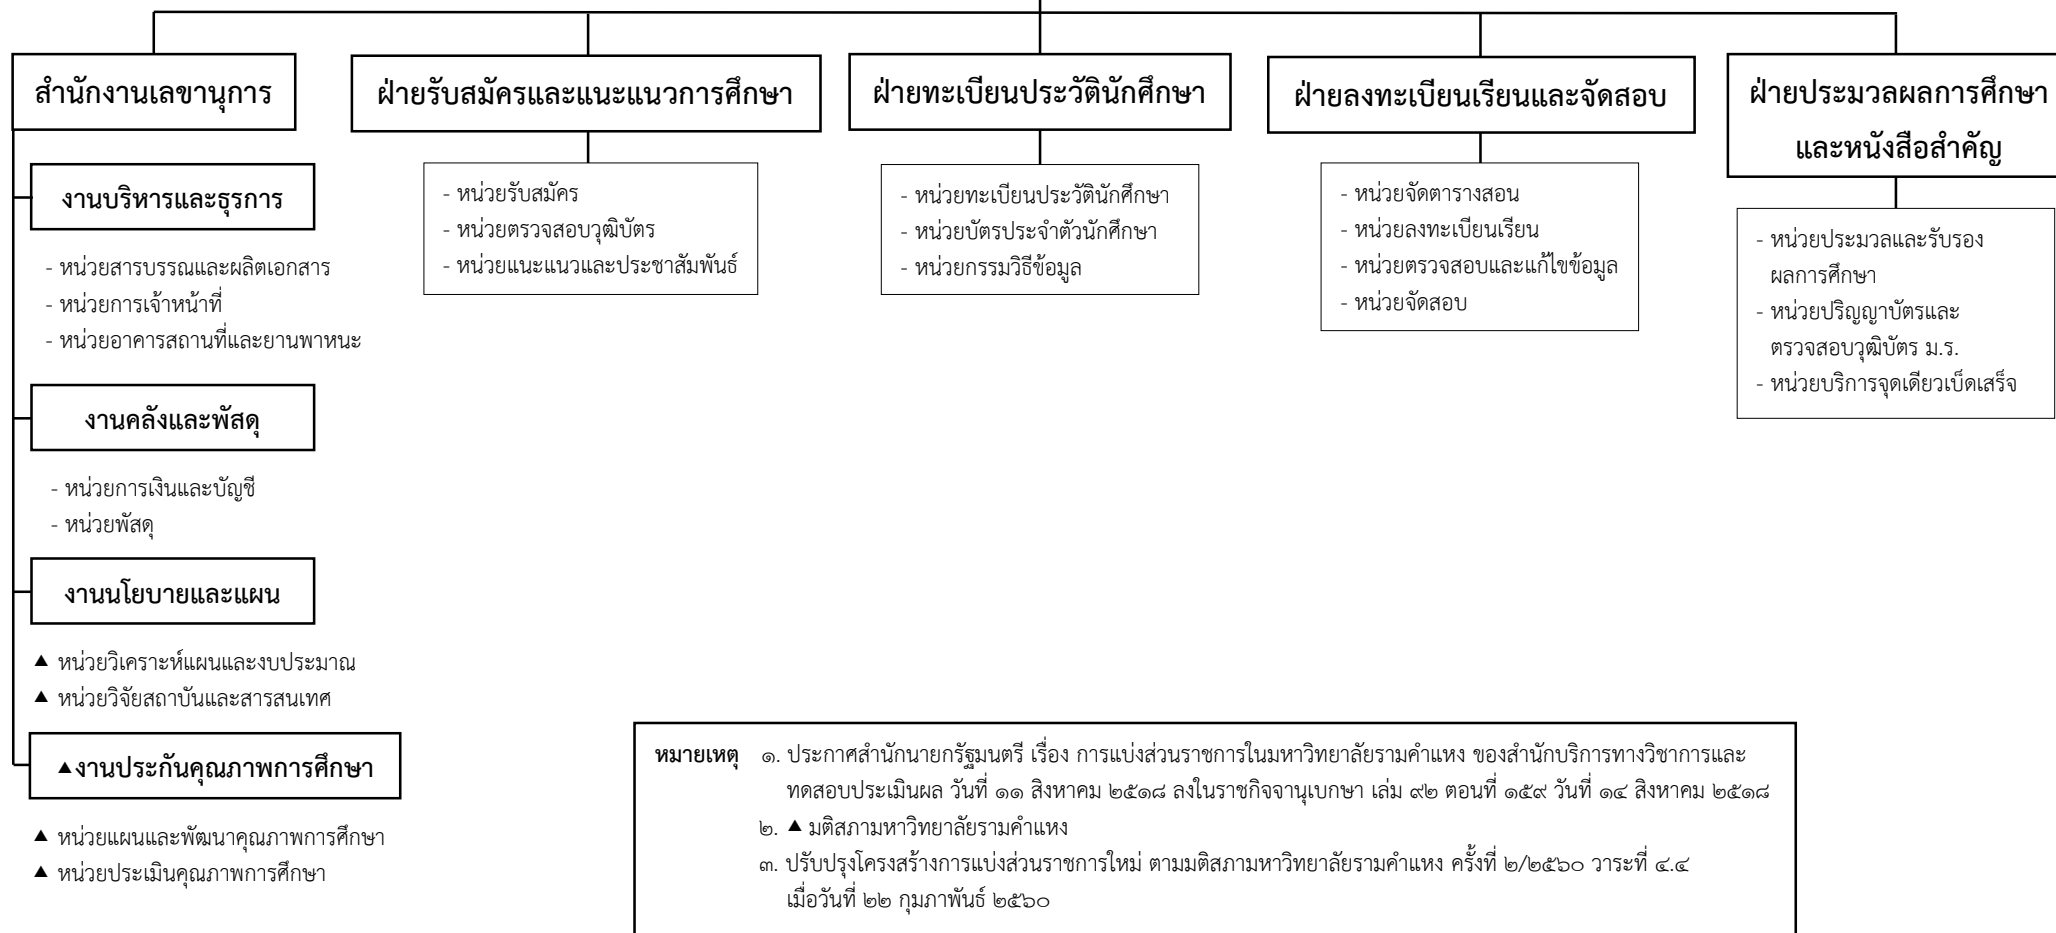 สำนักงานเลขานุการ
งานบริหารและธุรการ
- หน่วยสารบรรณและผลิตเอกสาร
- หน่วยการเจ้าหน้าที่
- หน่วยอาคารสถานที่และยานพาหนะ
งานคลังและพัสดุ
- หน่วยการเงินและบัญชี
- หน่วยพัสดุ
งานนโยบายและแผน
▲ หน่วยวิเคราะห์แผนและงบประมาณ
▲ หน่วยวิจัยสถาบันและสารสนเทศ
▲งานประกันคุณภาพการศึกษา
▲ หน่วยแผนและพัฒนาคุณภาพการศึกษา
▲ หน่วยประเมินคุณภาพการศึกษา
ฝ่ายรับสมัครและแนะแนวการศึกษา
- หน่วยรับสมัคร
- หน่วยตรวจสอบวุฒิบัตร
- หน่วยแนะแนวและประชาสัมพันธ์
ฝ่ายทะเบียนประวัตินักศึกษา
- หน่วยทะเบียนประวัตินักศึกษา
- หน่วยบัตรประจำตัวนักศึกษา
- หน่วยกรรมวิธีข้อมูล
ฝ่ายลงทะเบียนเรียนและจัดสอบ
- หน่วยจัดตารางสอน
- หน่วยลงทะเบียนเรียน
- หน่วยตรวจสอบและแก้ไขข้อมูล
- หน่วยจัดสอบ
ฝ่ายประมวลผลการศึกษา
และหนังสือสำคัญ
- หน่วยประมวลและรับรอง
ผลการศึกษา
- หน่วยปริญญาบัตรและ
ตรวจสอบวุฒิบัตร ม.ร.
- หน่วยบริการจุดเดียวเบ็ดเสร็จ
หมายเหตุ ๑. ประกาศสำนักนายกรัฐมนตรี เรื่อง การแบ่งส่วนราชการในมหาวิทยาลัยรามคำแหง ของสำนักบริการทางวิชาการและ
ทดสอบประเมินผล วันที่ ๑๑ สิงหาคม ๒๕๑๘ ลงในราชกิจจานุเบกษา เล่ม ๙๒ ตอนที่ ๑๕๙ วันที่ ๑๔ สิงหาคม ๒๕๑๘
๒. ▲ มติสภามหาวิทยาลัยรามคำแหง
๓. ปรับปรุงโครงสร้างการแบ่งส่วนราชการใหม่ ตามมติสภามหาวิทยาลัยรามคำแหง ครั้งที่ ๒/๒๕๖๐ วาระที่ ๔.๔
เมื่อวันที่ ๒๒ กุมภาพันธ์ ๒๕๖๐